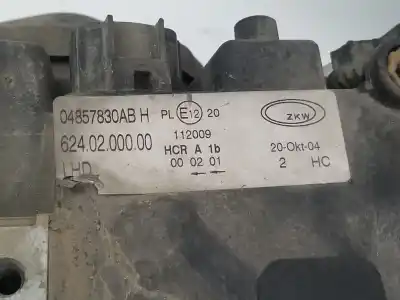 04857830AB H PL E12 20 ZKW
112009
624.02.000.00 HCR A 1b 20-Okt-04
LHD 00 02 01 2 HC